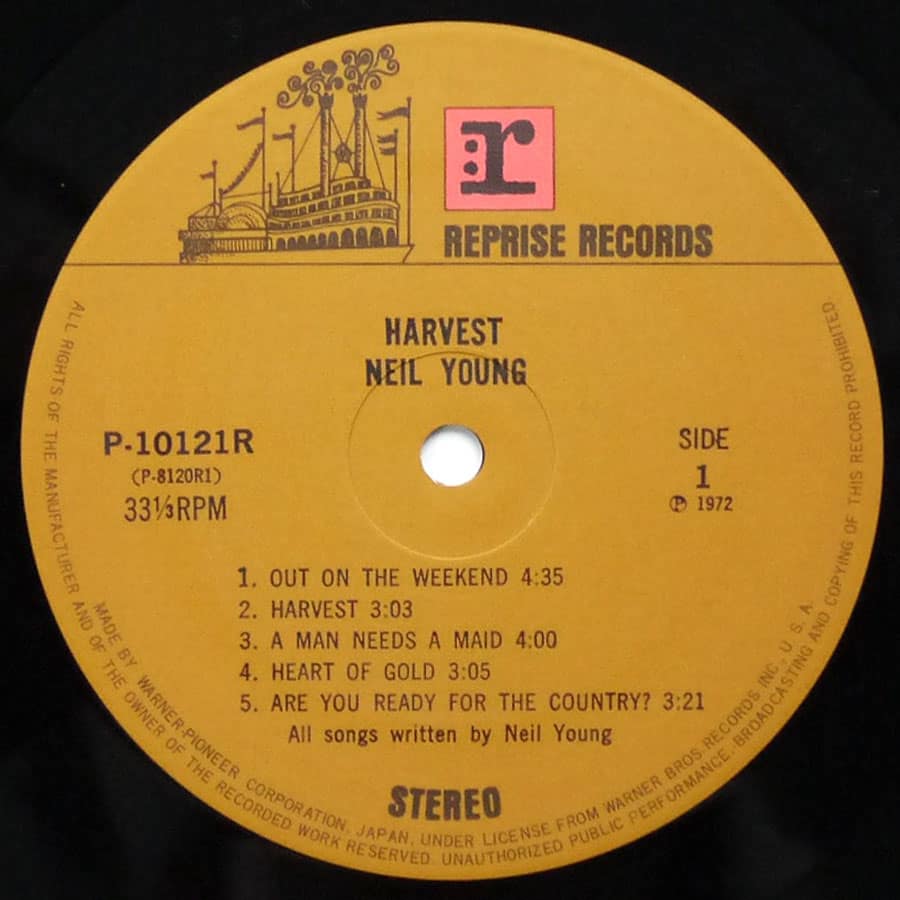 :r
REPRISE RECORDS
HARVEST
NEIL YOUNG
P-10121R
(P-8120R1)
33⅓RPM
SIDE
1
Ⓟ 1972
1. OUT ON THE WEEKEND 4:35
2. HARVEST 3:03
3. A MAN NEEDS A MAID 4:00
4. HEART OF GOLD 3:05
5. ARE YOU READY FOR THE COUNTRY? 3:21
All songs written by Neil Young
STEREO
MADE BY WARNER-PIONEER CORPORATION, JAPAN, UNDER LICENSE FROM WARNER BROS. RECORDS INC., U. S. A.
ALL RIGHTS OF THE MANUFACTURER AND OF THE OWNER OF THE RECORDED WORK RESERVED. UNAUTHORIZED PUBLIC PERFORMANCE, BROADCASTING AND COPYING OF THIS RECORD PROHIBITED.